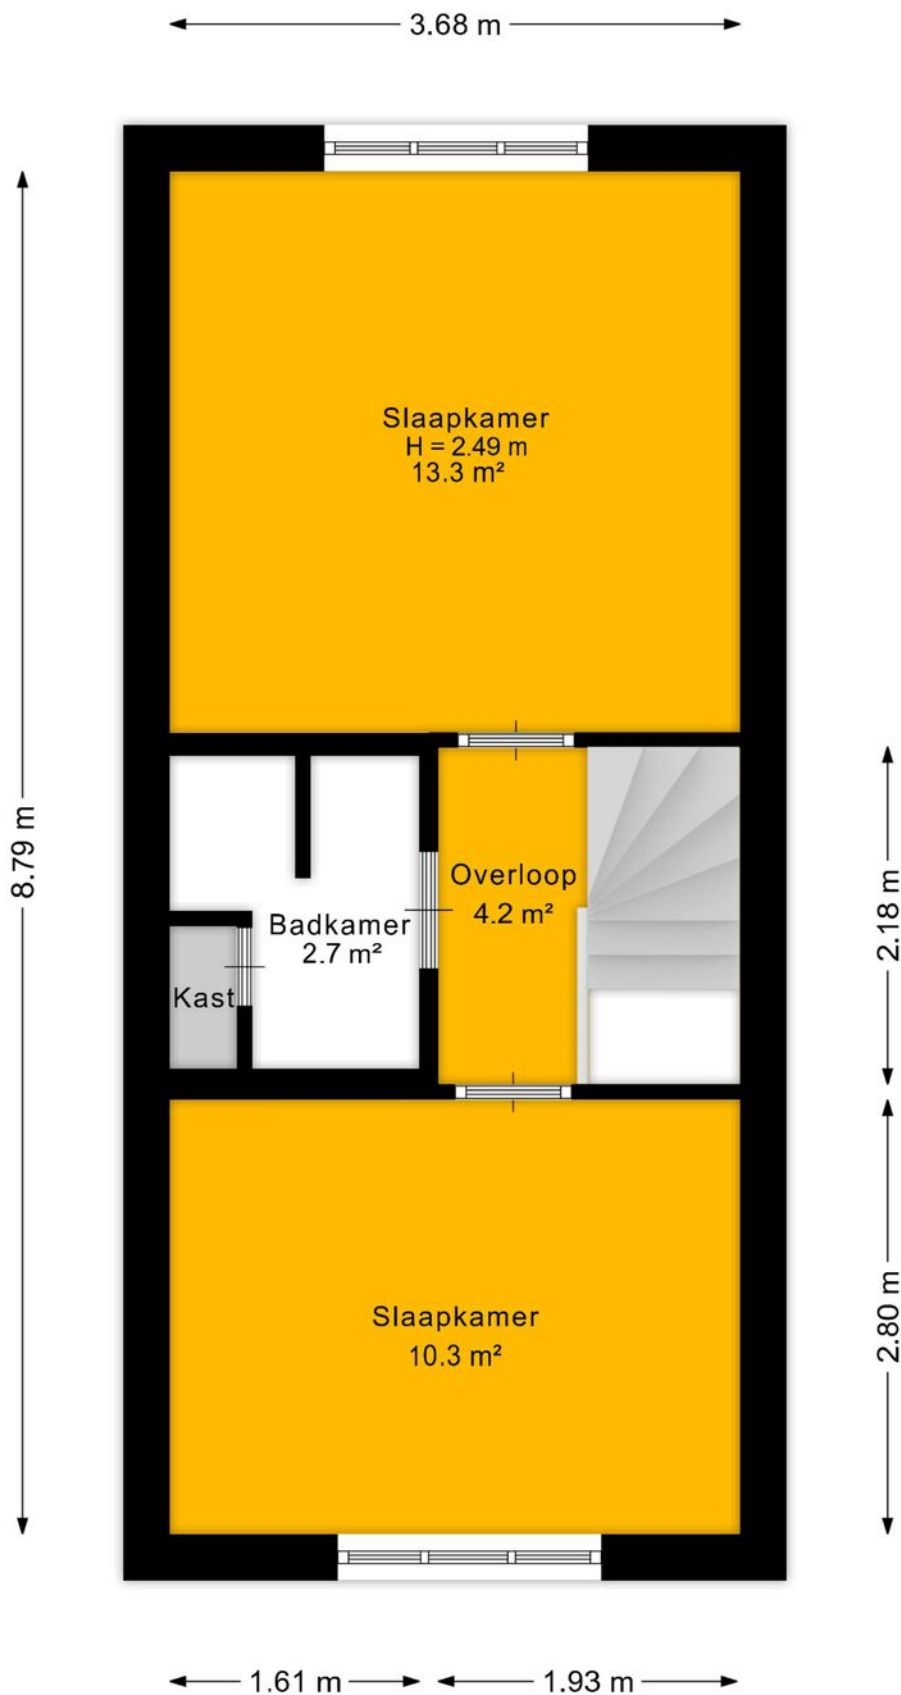 3.68 m
Slaapkamer
H = 2.49 m
13.3 m²
8.79 m
Overloop
4.2 m²
2.18 m
Badkamer
2.7 m²
Kast
Slaapkamer
10.3 m²
2.80 m
1.61 m
1.93 m